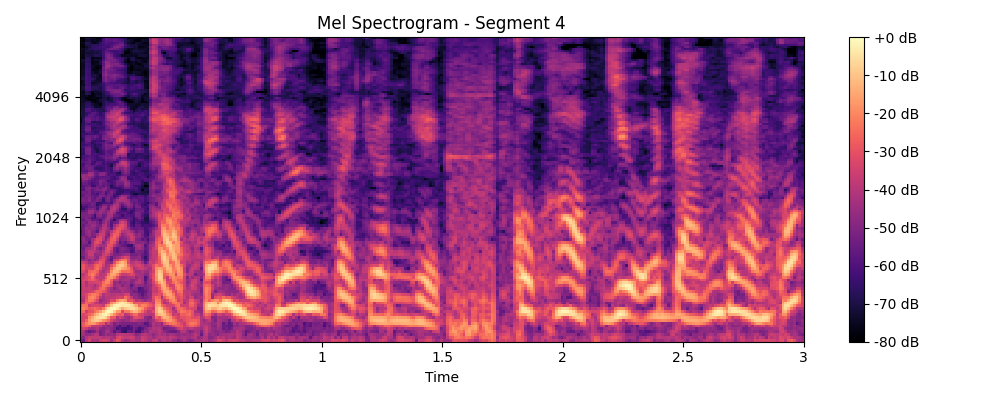 Mel Spectrogram - Segment 4
Frequency
4096
2048
1024
512
0
0
0.5
1
1.5
2
2.5
3
Time
+0 dB
-10 dB
-20 dB
-30 dB
-40 dB
-50 dB
-60 dB
-70 dB
-80 dB